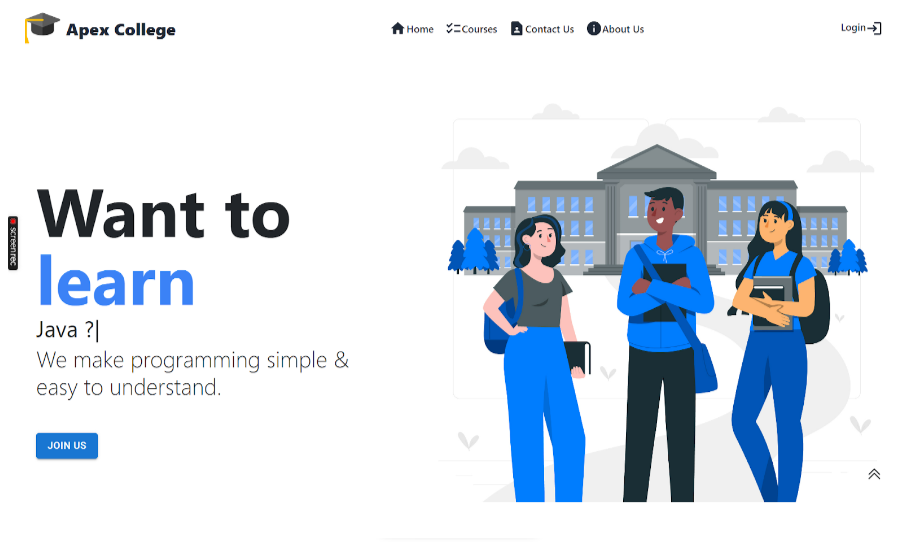 Apex College
Home Courses Contact Us About Us
Login
Want to
learn
Java ?|
We make programming simple &
easy to understand.
JOIN US
screenrec